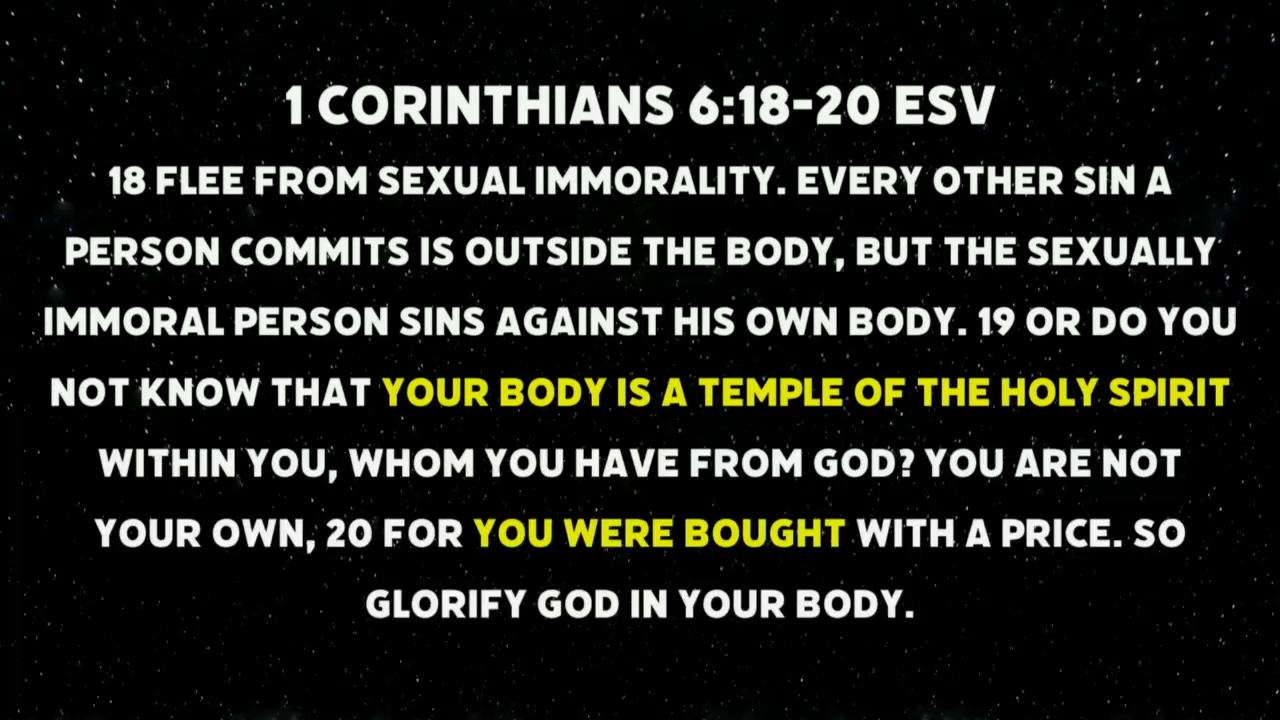 1 CORINTHIANS 6:18-20 ESV
18 FLEE FROM SEXUAL IMMORALITY. EVERY OTHER SIN A
PERSON COMMITS IS OUTSIDE THE BODY, BUT THE SEXUALLY
IMMORAL PERSON SINS AGAINST HIS OWN BODY. 19 OR DO YOU
NOT KNOW THAT YOUR BODY IS A TEMPLE OF THE HOLY SPIRIT
WITHIN YOU, WHOM YOU HAVE FROM GOD? YOU ARE NOT
YOUR OWN, 20 FOR YOU WERE BOUGHT WITH A PRICE. SO
GLORIFY GOD IN YOUR BODY.